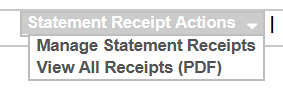 Statement Receipt Actions |
Manage Statement Receipts
View All Receipts (PDF)